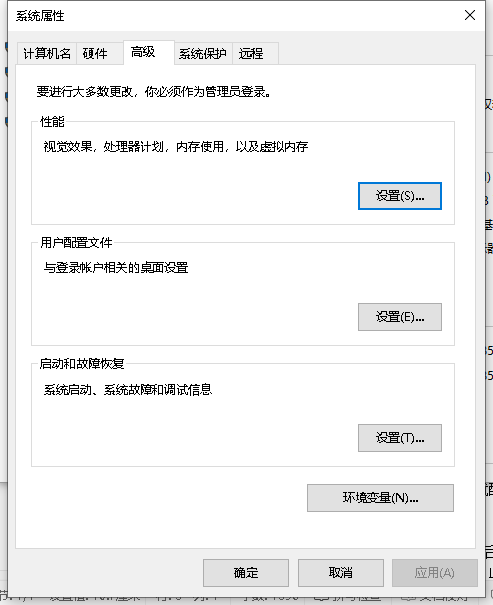 系统属性
计算机名 硬件 高级 系统保护 远程
要进行大多数更改，你必须作为管理员登录。
性能
视觉效果，处理器计划，内存使用，以及虚拟内存
设置(S)...
用户配置文件
与登录帐户相关的桌面设置
设置(E)...
启动和故障恢复
系统启动、系统故障和调试信息
设置(T)...
环境变量(N)...
确定 取消 应用(A)